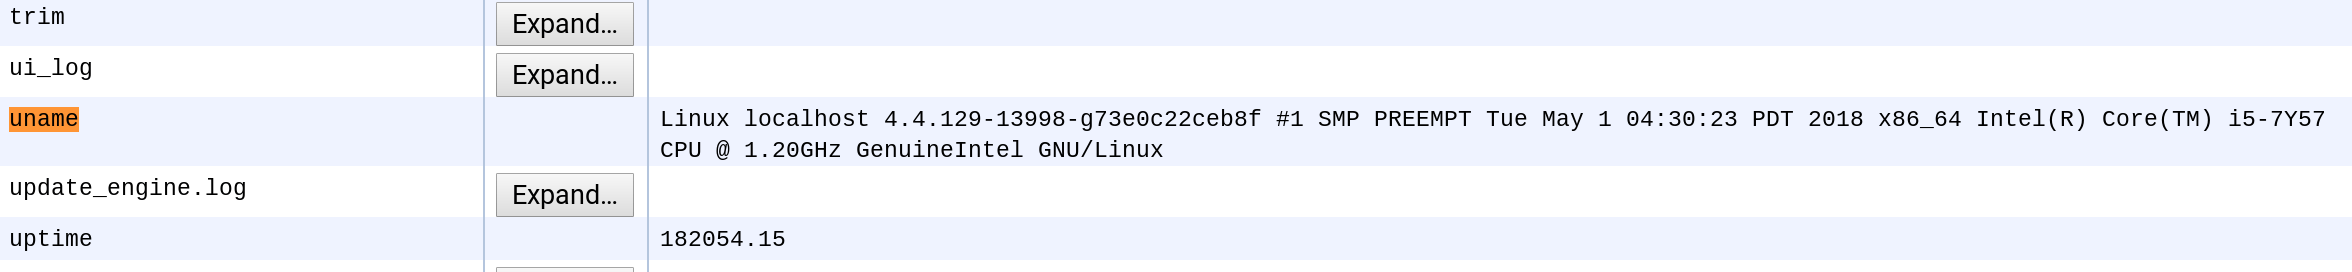 trim Expand...
ui_log Expand...
uname Linux localhost 4.4.129-13998-g73e0c22ceb8f #1 SMP PREEMPT Tue May 1 04:30:23 PDT 2018 x86_64 Intel(R) Core(TM) i5-7Y57
CPU @ 1.20GHz GenuineIntel GNU/Linux
update_engine.log Expand...
uptime 182054.15